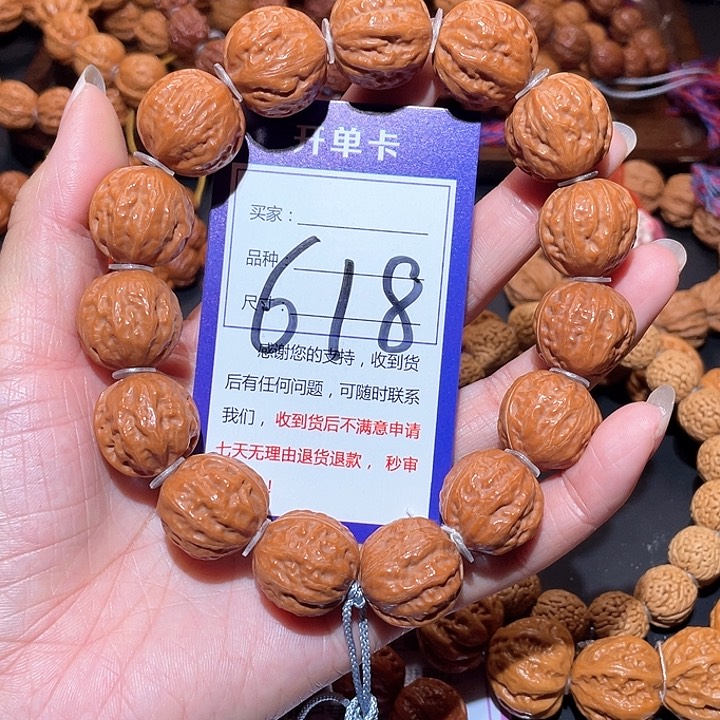 开单卡
买家：
品种：
尺寸：
618
感谢您的支持，收到货
后有任何问题，可随时联系
我们，收到货后不满意申请
七天无理由退货退款，秒审
！